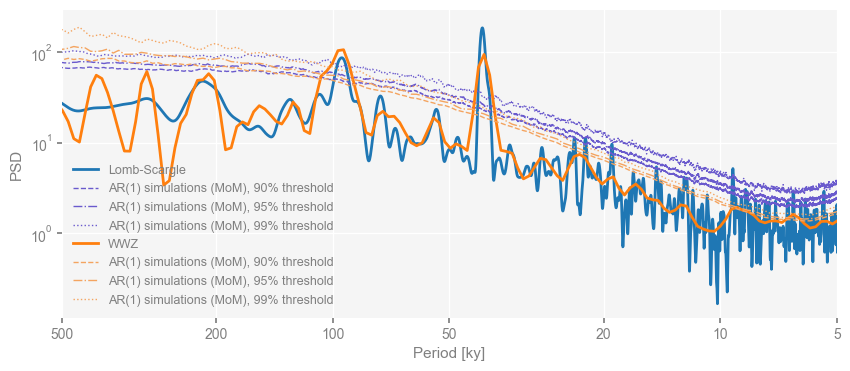 10²
10¹
10⁰
PSD
Lomb-Scargle
AR(1) simulations (MoM), 90% threshold
AR(1) simulations (MoM), 95% threshold
AR(1) simulations (MoM), 99% threshold
WWZ
AR(1) simulations (MoM), 90% threshold
AR(1) simulations (MoM), 95% threshold
AR(1) simulations (MoM), 99% threshold
500 200 100 50 20 10 5
Period [ky]